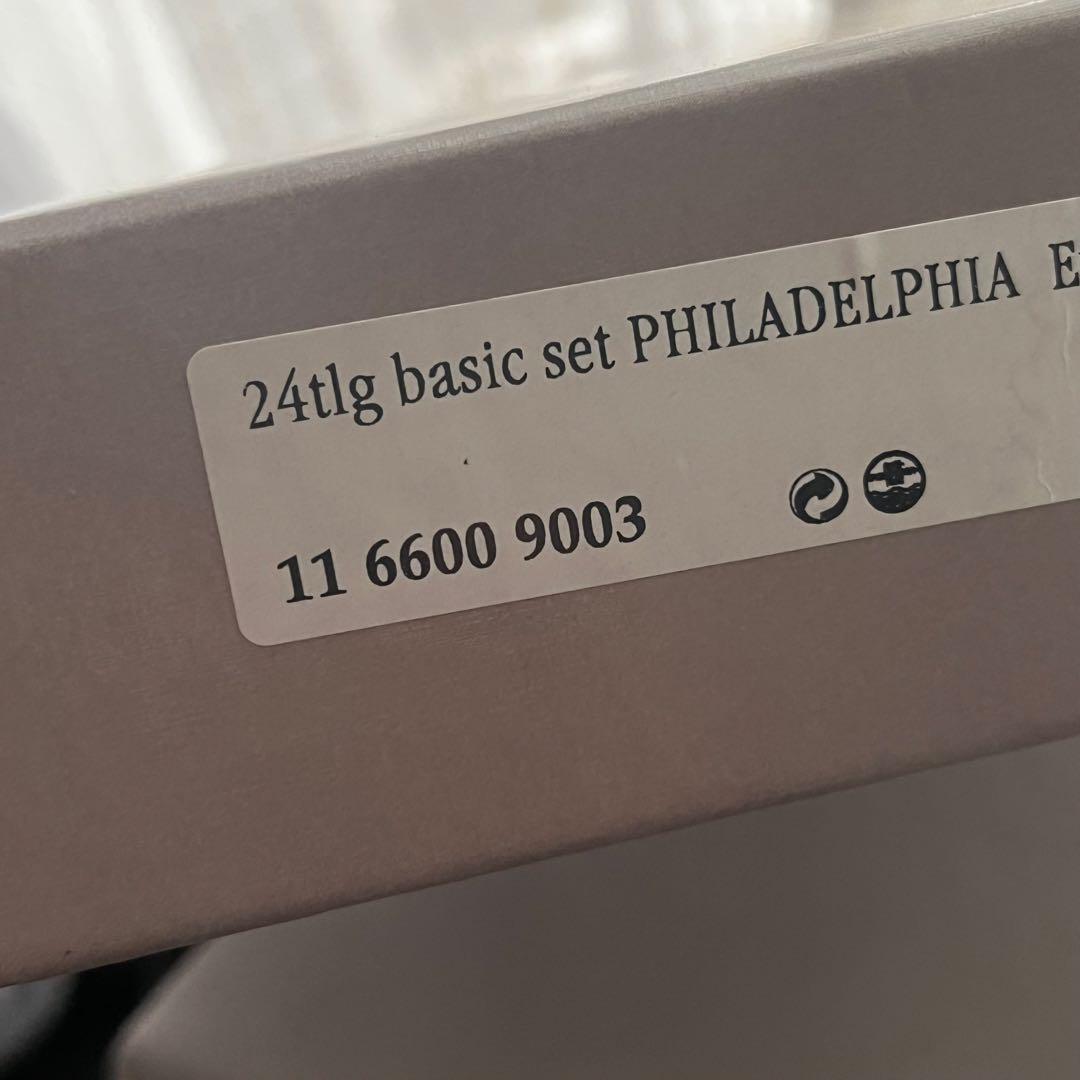 24tlg basic set PHILADELPHIA
11 6600 9003